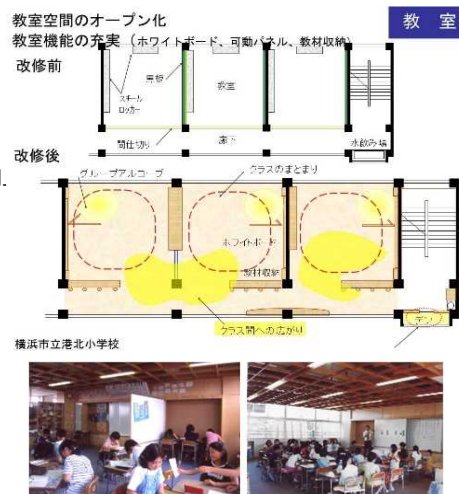 教室空間のオープン化
教室機能の充実(ホワイトボード、可動パネル、教材収納)
教 室
改修前
黒板
スチール
ロッカー
教室
間仕切り
廊下
水飲み場
改修後
グループアルコーブ
クラスのまとまり
ホワイトボード
教材収納
クラス間への広がり
デン
横浜市立港北小学校